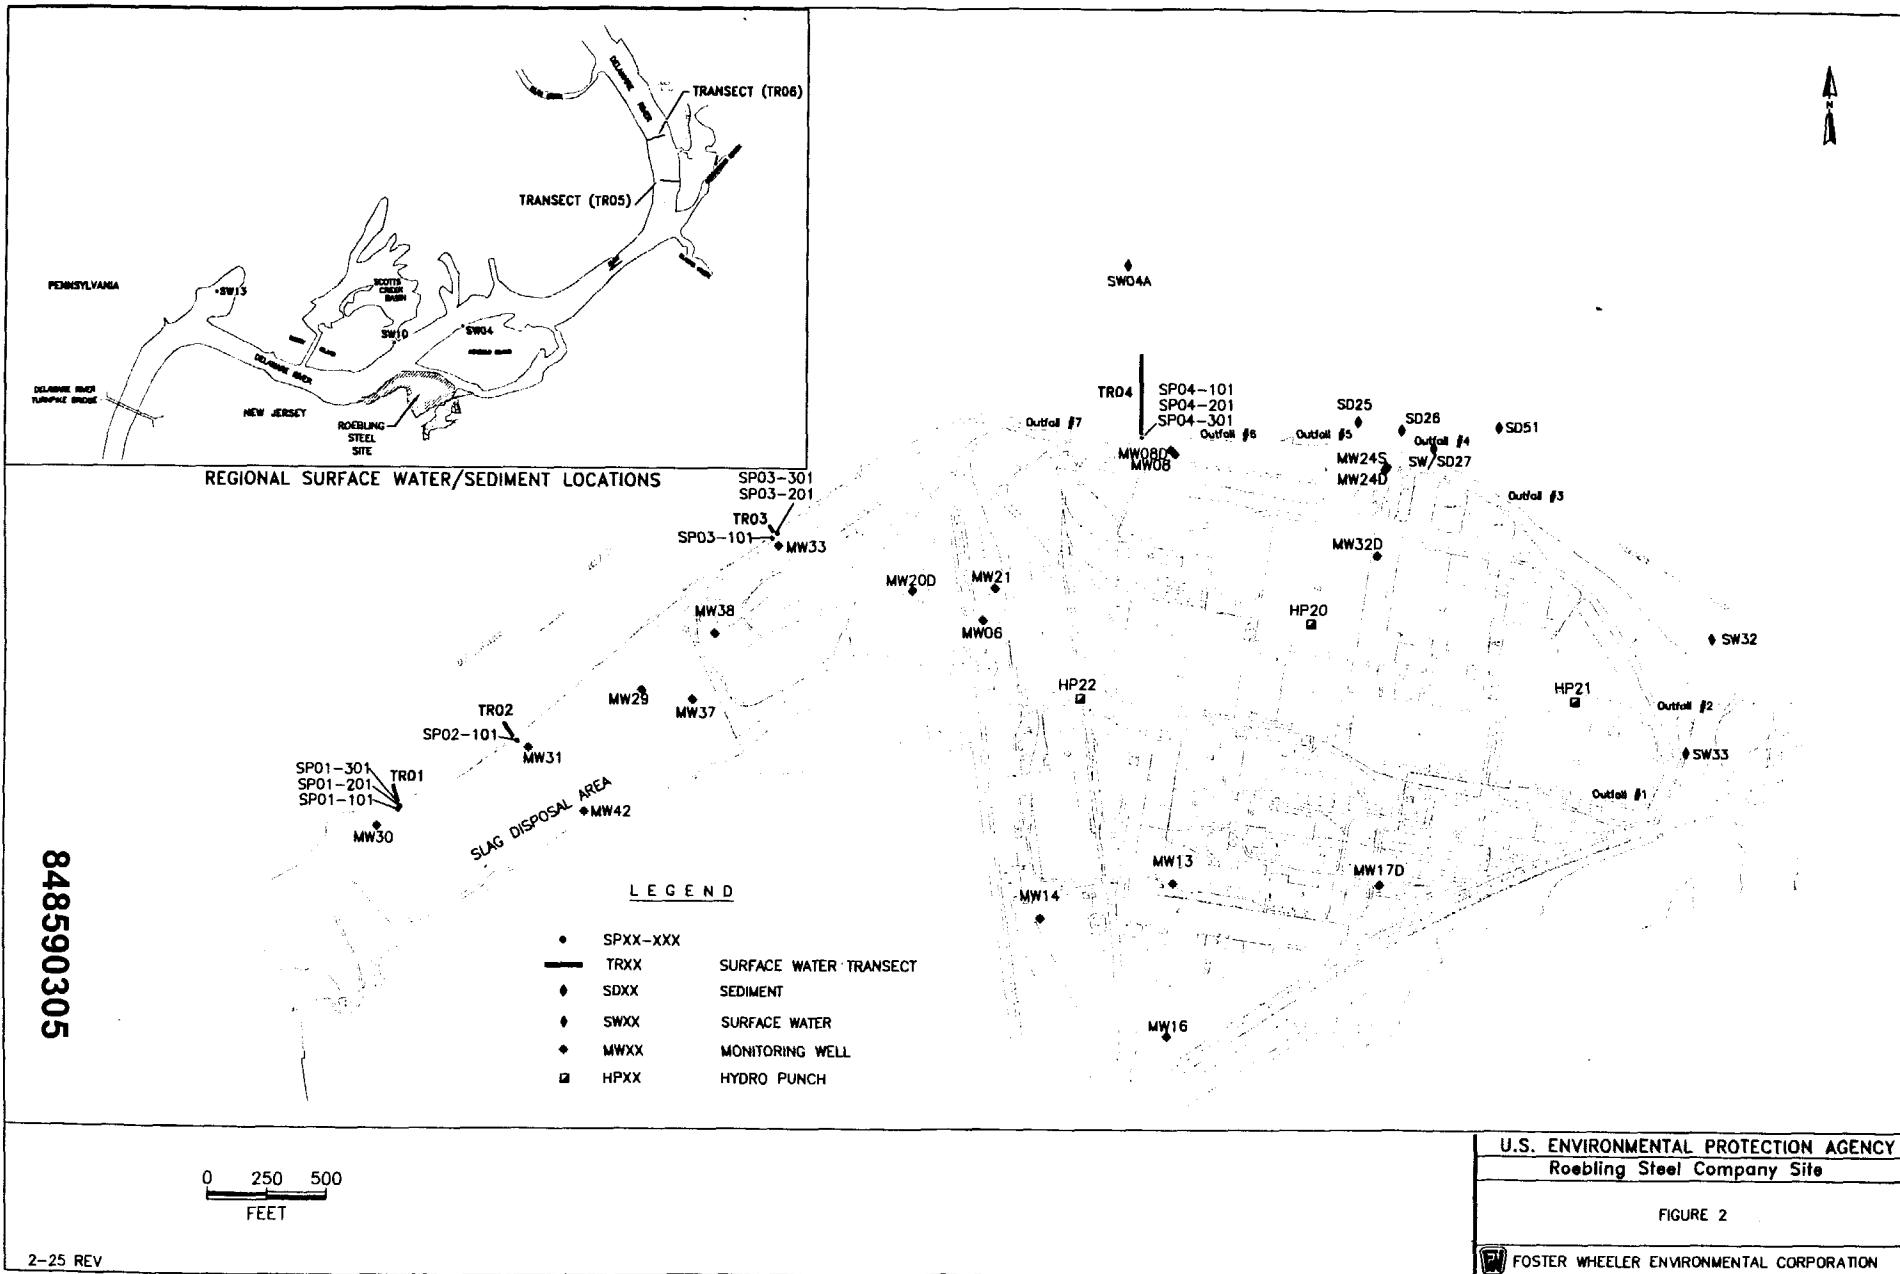 DELAWARE
RIVER
TRANSECT (TR06)
TRANSECT (TR05)
PENNSYLVANIA
SW13
SCOTTS
CREEK
BASIN
SW10
SW04
DELAWARE RIVER
DELAWARE RIVER
TURNPIKE BRIDGE
NEW JERSEY
ROEBLING
STEEL
SITE
REGIONAL SURFACE WATER/SEDIMENT LOCATIONS
N
SW04A
TR04
SP04-101
SP04-201
SP04-301
Outfall #7
Outfall #6
Outfall #5
SD25
SD26
Outfall #4
SD51
MW08D
MW08
MW24S
MW24D
SW/SD27
Outfall #3
SP03-301
SP03-201
TR03
SP03-101
MW33
MW32D
MW20D
MW21
MW38
MW06
HP20
SW32
MW29
MW37
HP22
HP21
Outfall #2
TR02
SP02-101
MW31
SW33
SP01-301
SP01-201
SP01-101
TR01
MW30
SLAG DISPOSAL AREA
MW42
Outfall #1
MW13
MW17D
MW14
MW16
LEGEND
SPXX-XXX
TRXX SURFACE WATER TRANSECT
SDXX SEDIMENT
SWXX SURFACE WATER
MWXX MONITORING WELL
HPXX HYDRO PUNCH
848590305
0 250 500
FEET
2-25 REV
U.S. ENVIRONMENTAL PROTECTION AGENCY
Roebling Steel Company Site
FIGURE 2
FW FOSTER WHEELER ENVIRONMENTAL CORPORATION